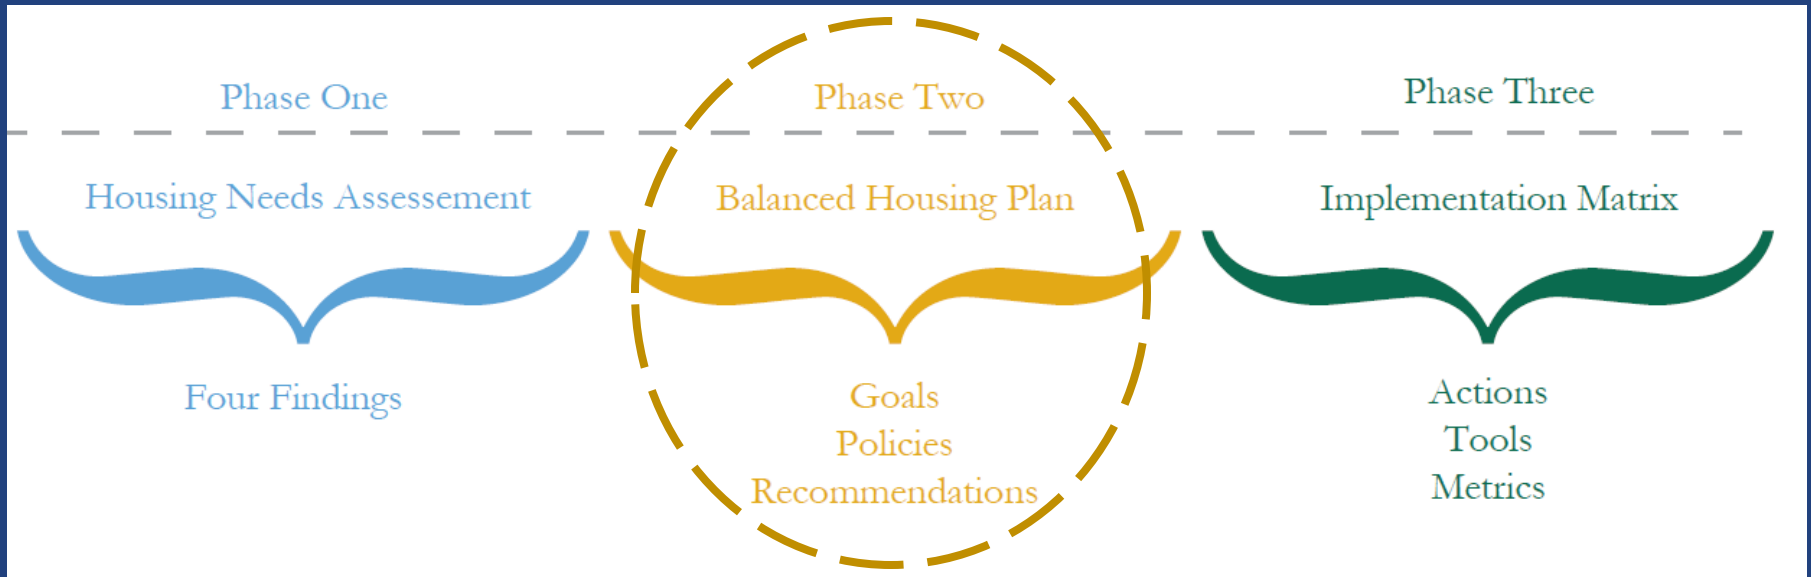 Phase One
Phase Two
Phase Three
Housing Needs Assessement
Balanced Housing Plan
Implementation Matrix
Four Findings
Goals
Policies
Recommendations
Actions
Tools
Metrics